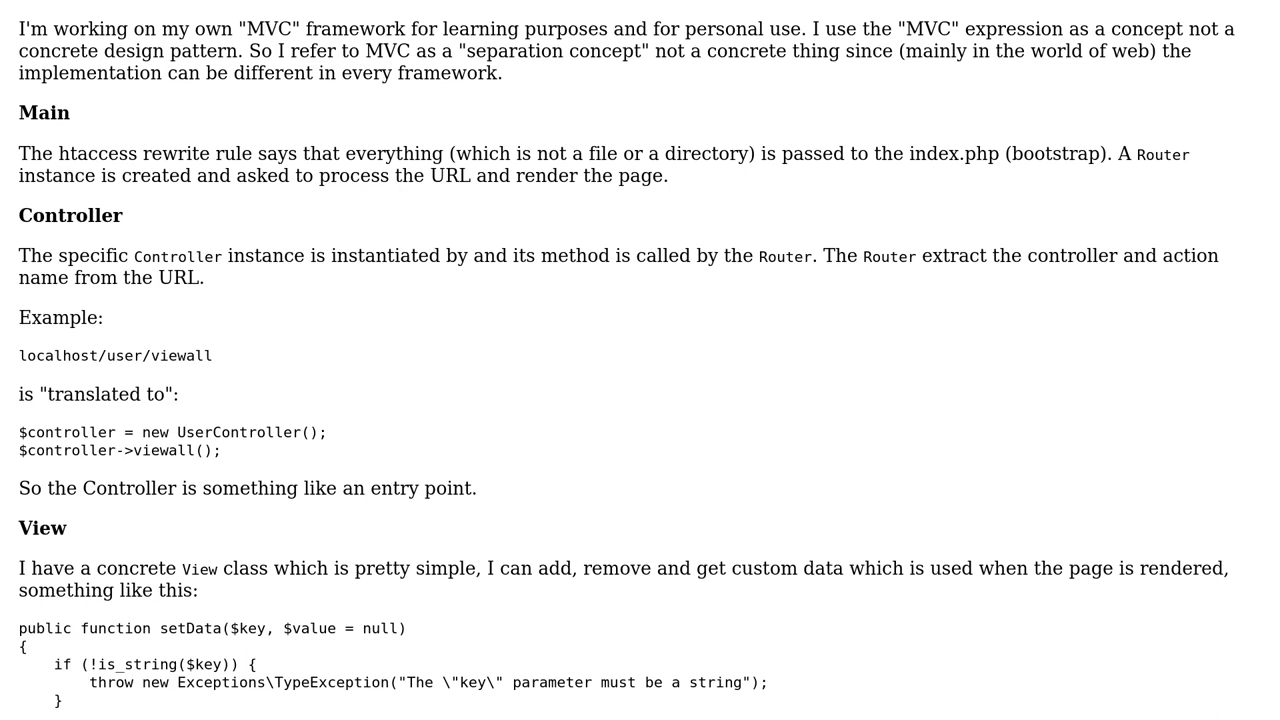 I'm working on my own "MVC" framework for learning purposes and for personal use. I use the "MVC" expression as a concept not a
concrete design pattern. So I refer to MVC as a "separation concept" not a concrete thing since (mainly in the world of web) the
implementation can be different in every framework.
Main
The htaccess rewrite rule says that everything (which is not a file or a directory) is passed to the index.php (bootstrap). A Router
instance is created and asked to process the URL and render the page.
Controller
The specific Controller instance is instantiated by and its method is called by the Router. The Router extract the controller and action
name from the URL.
Example:
localhost/user/viewall
is "translated to":
$controller = new UserController();
$controller->viewall();
So the Controller is something like an entry point.
View
I have a concrete View class which is pretty simple, I can add, remove and get custom data which is used when the page is rendered,
something like this:
public function setData($key, $value = null)
{
    if (!is_string($key)) {
        throw new Exceptions\TypeException("The \"key\" parameter must be a string");
    }